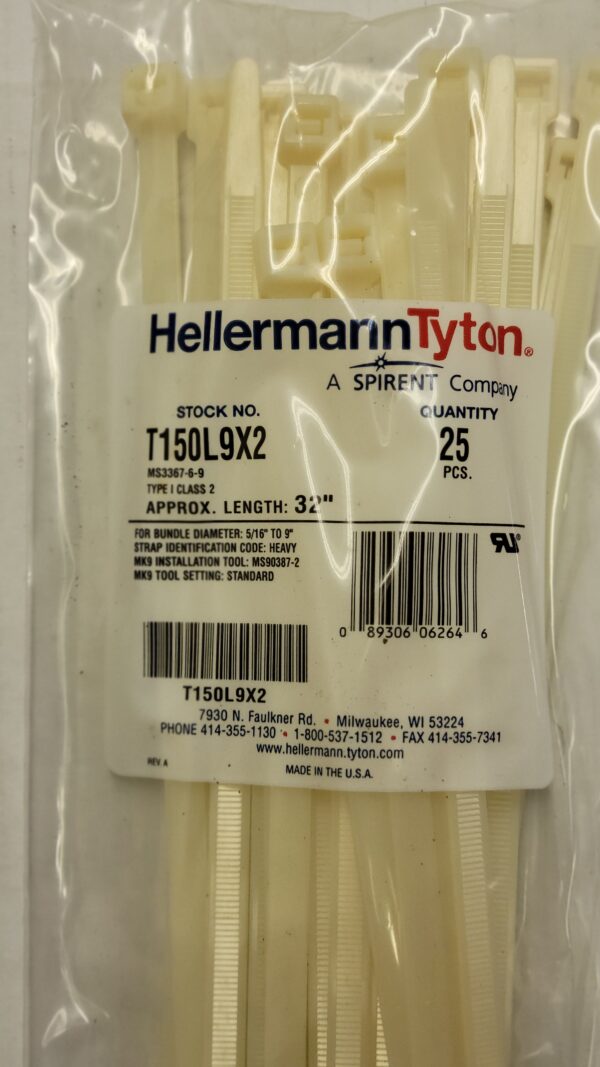 HellermannTyton®
A SPIRENT Company
STOCK NO.
T150L9X2
MS3367-6-9
TYPE I CLASS 2
APPROX. LENGTH: 32"
QUANTITY
25
PCS.
FOR BUNDLE DIAMETER: 5/16" TO 9"
STRAP IDENTIFICATION CODE: HEAVY
MK9 INSTALLATION TOOL: MS90387-2
MK9 TOOL SETTING: STANDARD
RU®
0 89306 06264 6
T150L9X2
7930 N. Faulkner Rd. • Milwaukee, WI 53224
PHONE 414-355-1130 • 1-800-537-1512 • FAX 414-355-7341
www.hellermann.tyton.com
REV. A
MADE IN THE U.S.A.